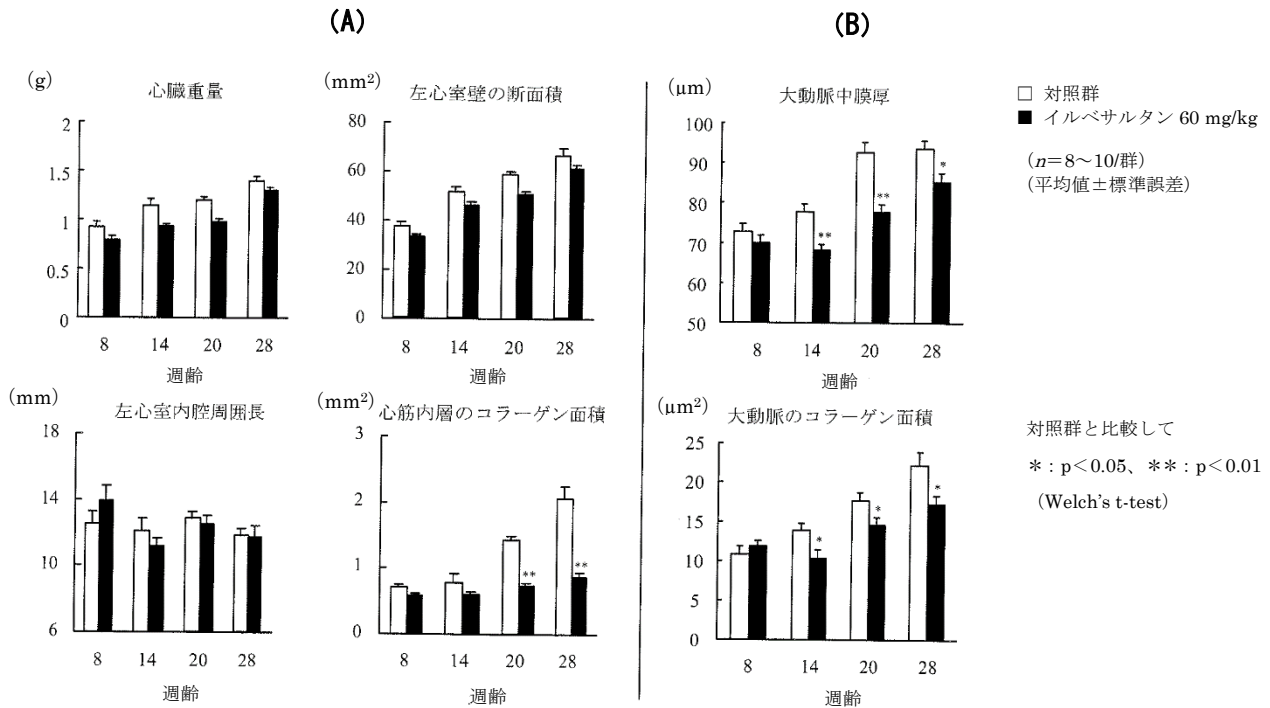 (A)
(B)
(g)
心臓重量
2
1.5
1
0.5
0
8 14 20 28
週齢
(mm²)
左心室壁の断面積
80
60
40
20
0
8 14 20 28
週齢
(μm)
大動脈中膜厚
100
90
80
70
60
50
** ** *
8 14 20 28
週齢
□ 対照群
■ イルベサルタン 60 mg/kg
(n=8~10/群)
(平均値±標準誤差)
(mm)
左心室内腔周囲長
18
14
10
6
8 14 20 28
週齢
(mm²)
心筋内層のコラーゲン面積
3
2
1
0
** **
8 14 20 28
週齢
(μm²)
大動脈のコラーゲン面積
25
20
15
10
5
0
* * *
8 14 20 28
週齢
対照群と比較して
*:p<0.05、**:p<0.01
(Welch's t-test)